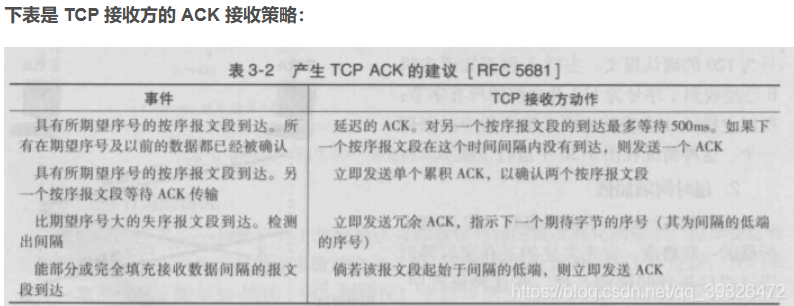 下表是 TCP 接收方的 ACK 接收策略：
表 3-2 产生 TCP ACK 的建议 [RFC 5681]
事件
TCP 接收方动作
具有所期望序号的按序报文段到达。所
有在期望序号及以前的数据都已经被确认
延迟的 ACK。对另一个按序报文段的到达最多等待 500ms。如果下
一个按序报文段在这个时间间隔内没有到达，则发送一个 ACK
具有所期望序号的按序报文段到达。另
一个按序报文段等待 ACK 传输
立即发送单个累积 ACK，以确认两个按序报文段
比期望序号大的失序报文段到达。检测
出间隔
立即发送冗余 ACK，指示下一个期待字节的序号（其为间隔的低端
的序号）
能部分或完全填充接收数据间隔的报文
段到达
倘若该报文段起始于间隔的低端，则立即发送 ACK
https://blog.csdn.net/qq_39326472